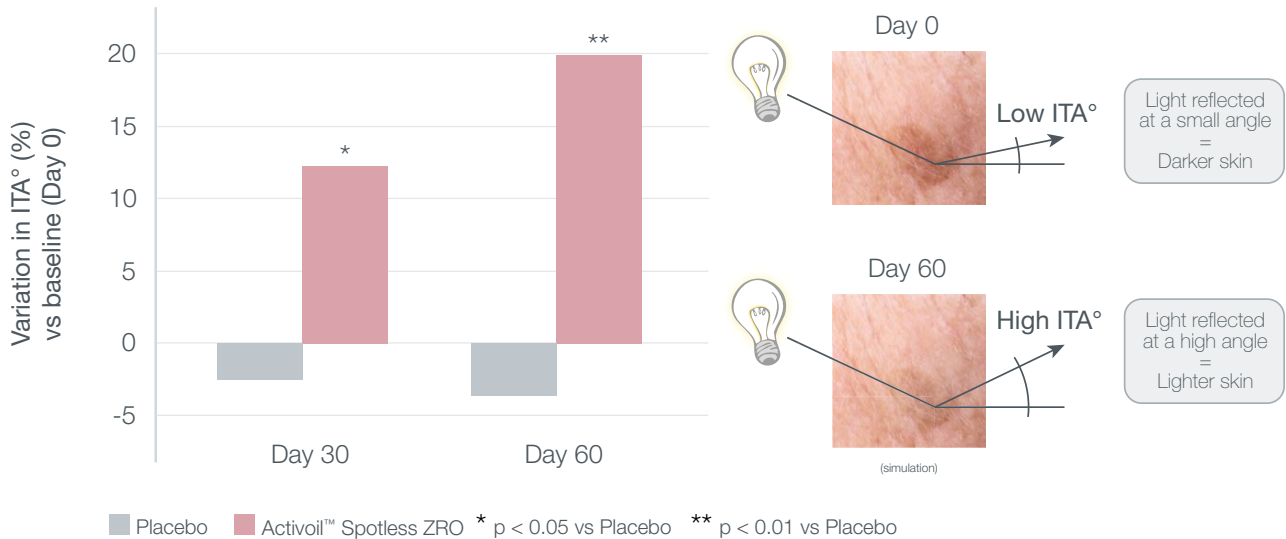 Variation in ITA° (%)
vs baseline (Day 0)
20
15
10
5
0
-5
*
**
Day 30
Day 60
Placebo
Activoil™ Spotless ZRO
* p < 0.05 vs Placebo
** p < 0.01 vs Placebo
Day 0
Low ITA°
Light reflected
at a small angle
=
Darker skin
Day 60
High ITA°
Light reflected
at a high angle
=
Lighter skin
(simulation)